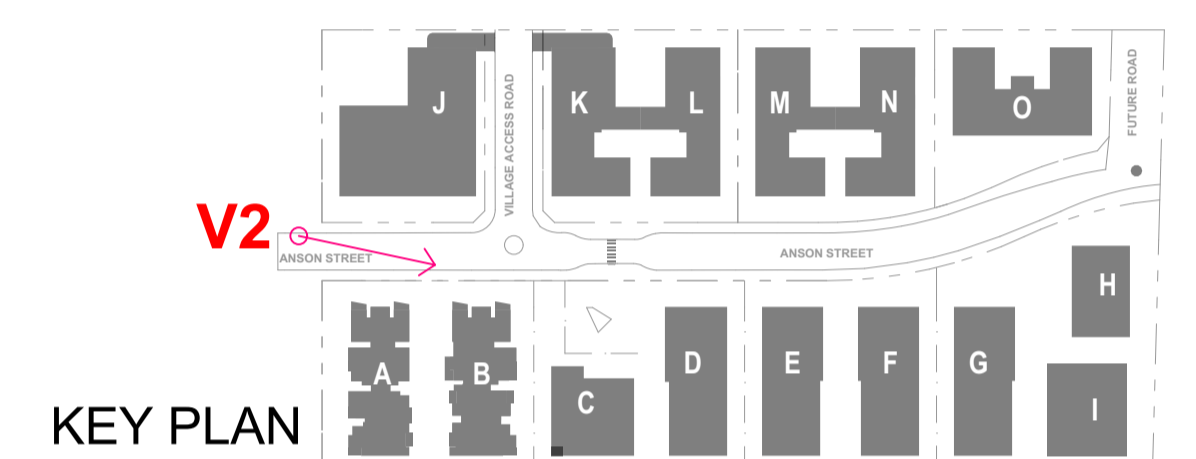 J
K
L
M
N
O
VILLAGE ACCESS ROAD
FUTURE ROAD
V2
ANSON STREET
ANSON STREET
H
A
B
C
D
E
F
G
I
KEY PLAN